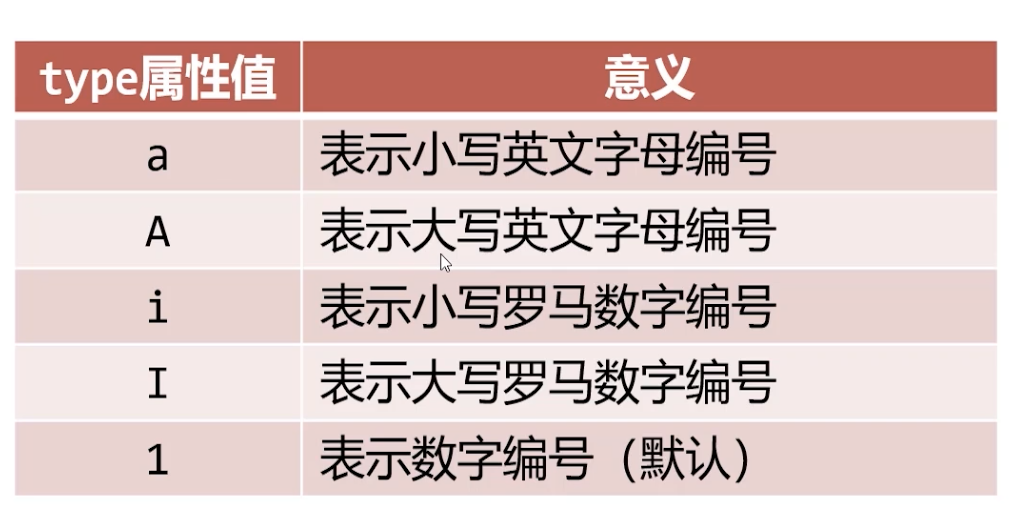 type属性值 意义
a 表示小写英文字母编号
A 表示大写英文字母编号
i 表示小写罗马数字编号
I 表示大写罗马数字编号
1 表示数字编号（默认）